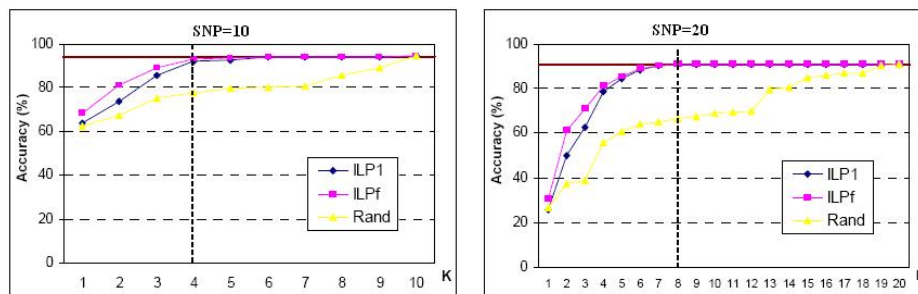 SNP=10
Accuracy (%)
100
80
60
40
20
0
ILP1
ILPf
Rand
1 2 3 4 5 6 7 8 9 10 K
SNP=20
Accuracy (%)
100
80
60
40
20
0
ILP1
ILPf
Rand
1 2 3 4 5 6 7 8 9 10 11 12 13 14 15 16 17 18 19 20